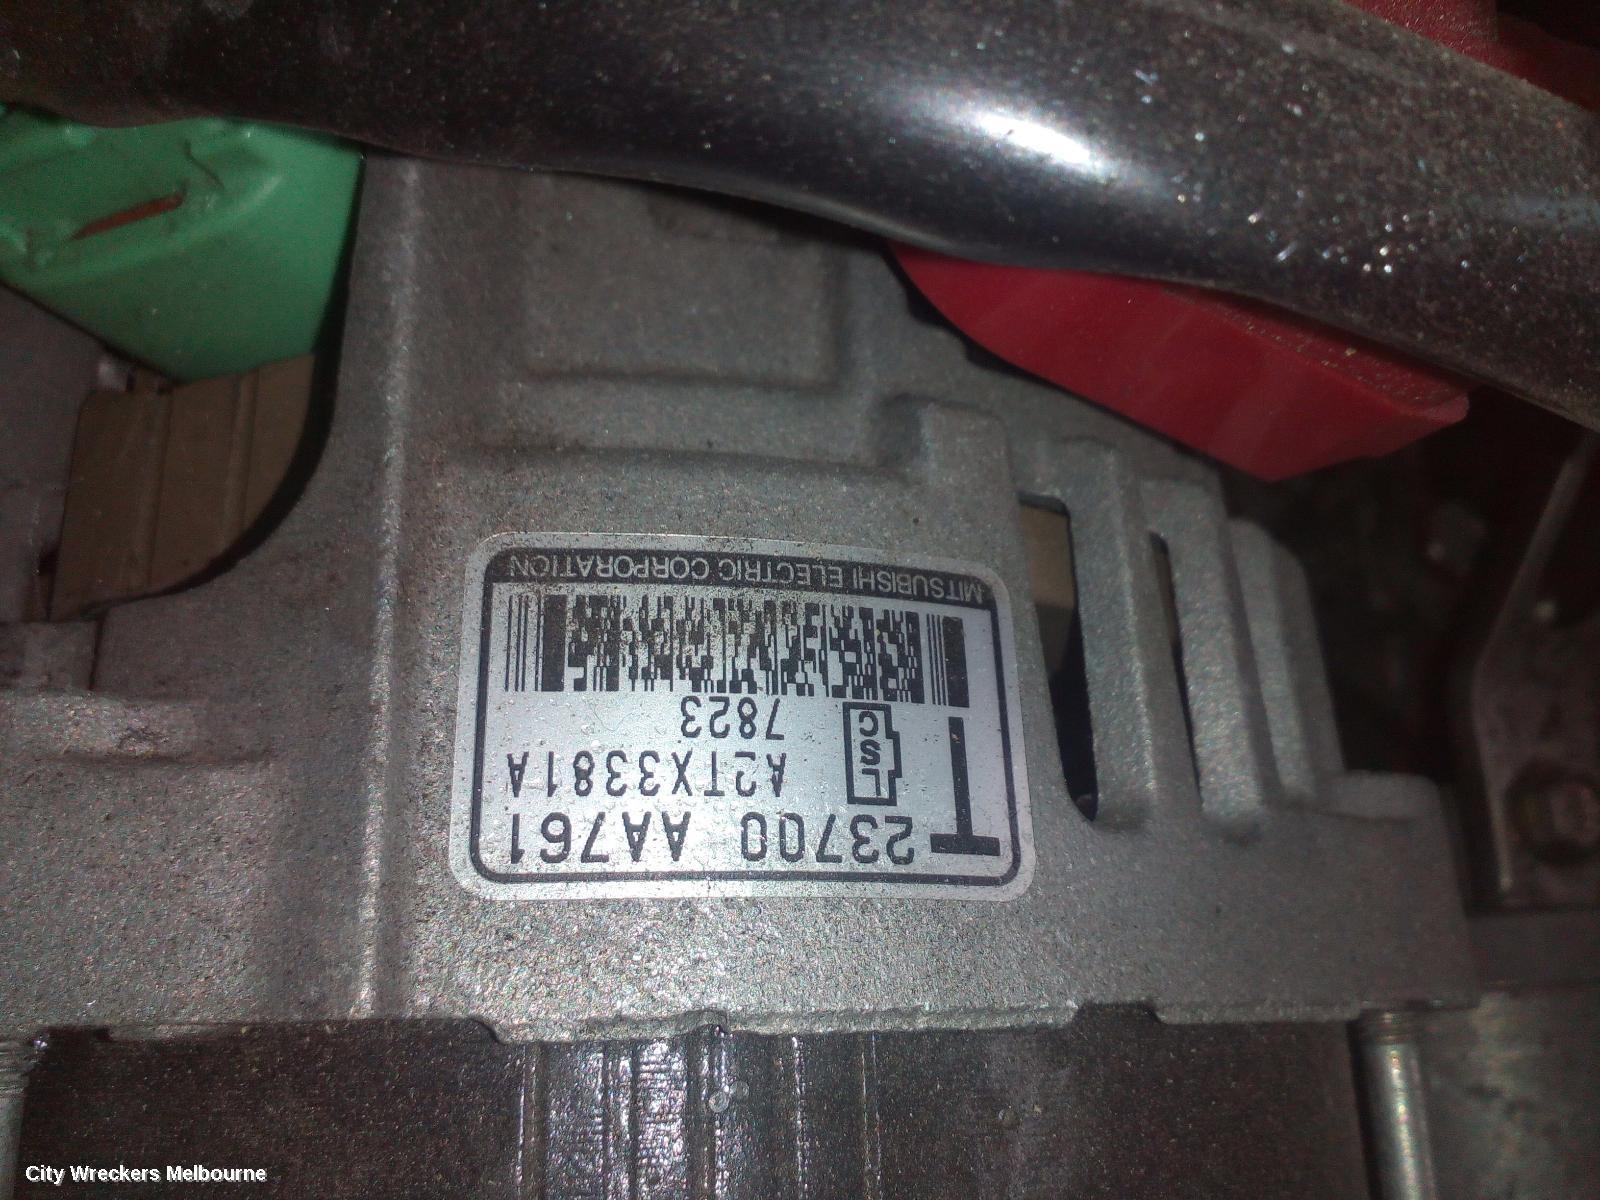 23700 AA761
T
A2TX3381A
LSC
7823
MITSUBISHI ELECTRIC CORPORATION
City Wreckers Melbourne